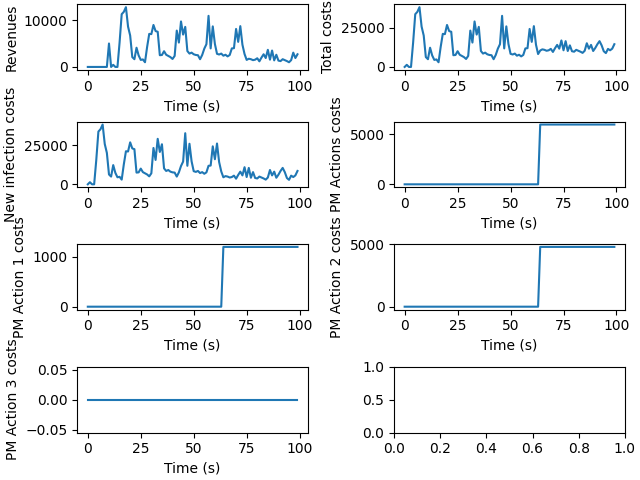 Revenues
10000
0
0 25 50 75 100
Time (s)
Total costs
25000
0
0 25 50 75 100
Time (s)
New infection costs
25000
0
0 25 50 75 100
Time (s)
PM Actions costs
5000
0
0 25 50 75 100
Time (s)
PM Action 1 costs
1000
0
0 25 50 75 100
Time (s)
PM Action 2 costs
5000
0
0 25 50 75 100
Time (s)
PM Action 3 costs
0.05
0.00
−0.05
0 25 50 75 100
Time (s)
1.0
0.5
0.0
0.0 0.2 0.4 0.6 0.8 1.0